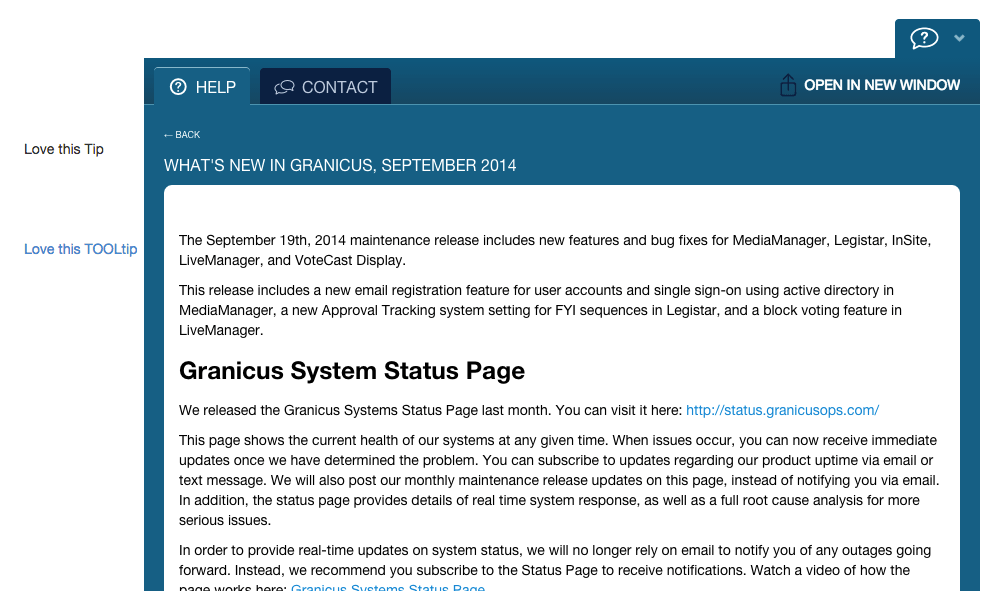 ?
HELP
CONTACT
OPEN IN NEW WINDOW
← BACK
Love this Tip
WHAT'S NEW IN GRANICUS, SEPTEMBER 2014
Love this TOOLtip
The September 19th, 2014 maintenance release includes new features and bug fixes for MediaManager, Legistar, InSite,
LiveManager, and VoteCast Display.
This release includes a new email registration feature for user accounts and single sign-on using active directory in
MediaManager, a new Approval Tracking system setting for FYI sequences in Legistar, and a block voting feature in
LiveManager.
Granicus System Status Page
We released the Granicus Systems Status Page last month. You can visit it here: http://status.granicusops.com/
This page shows the current health of our systems at any given time. When issues occur, you can now receive immediate
updates once we have determined the problem. You can subscribe to updates regarding our product uptime via email or
text message. We will also post our monthly maintenance release updates on this page, instead of notifying you via email.
In addition, the status page provides details of real time system response, as well as a full root cause analysis for more
serious issues.
In order to provide real-time updates on system status, we will no longer rely on email to notify you of any outages going
forward. Instead, we recommend you subscribe to the Status Page to receive notifications. Watch a video of how the
page works here: Granicus Systems Status Page